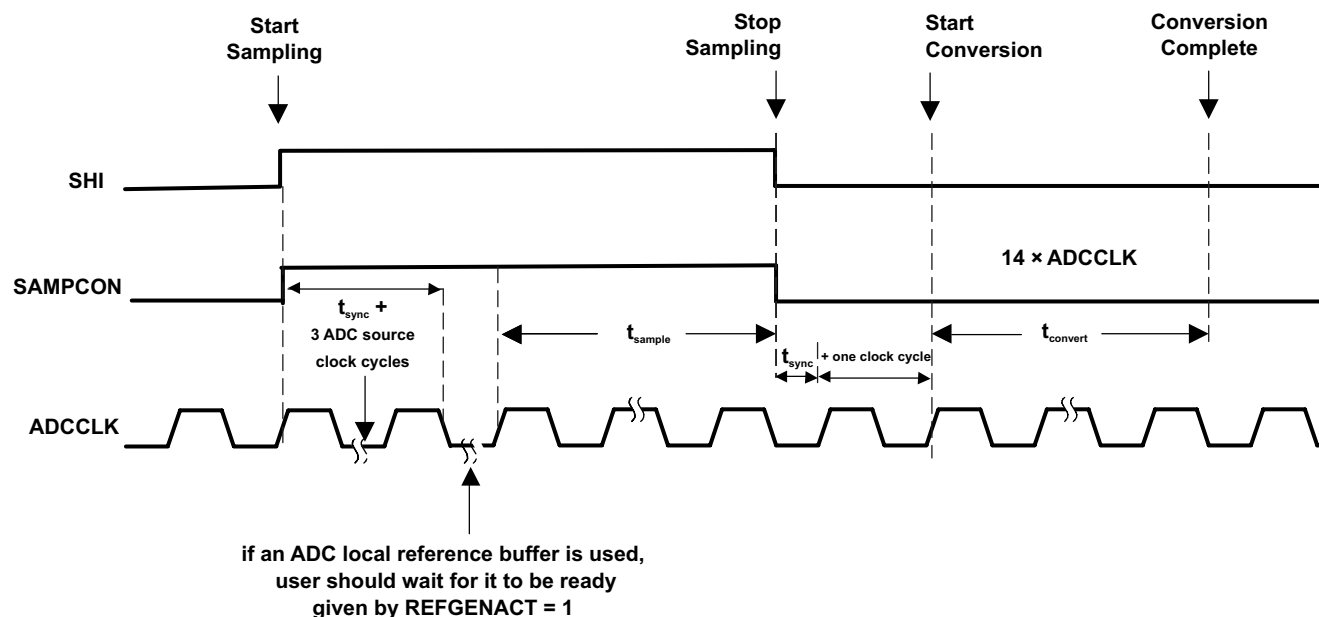 Start
Sampling
Stop
Sampling
Start
Conversion
Conversion
Complete
SHI
SAMPCON
14 × ADCCLK
tsync +
3 ADC source
clock cycles
tsample
tsync + one clock cycle
tconvert
ADCCLK
if an ADC local reference buffer is used,
user should wait for it to be ready
given by REFGENACT = 1